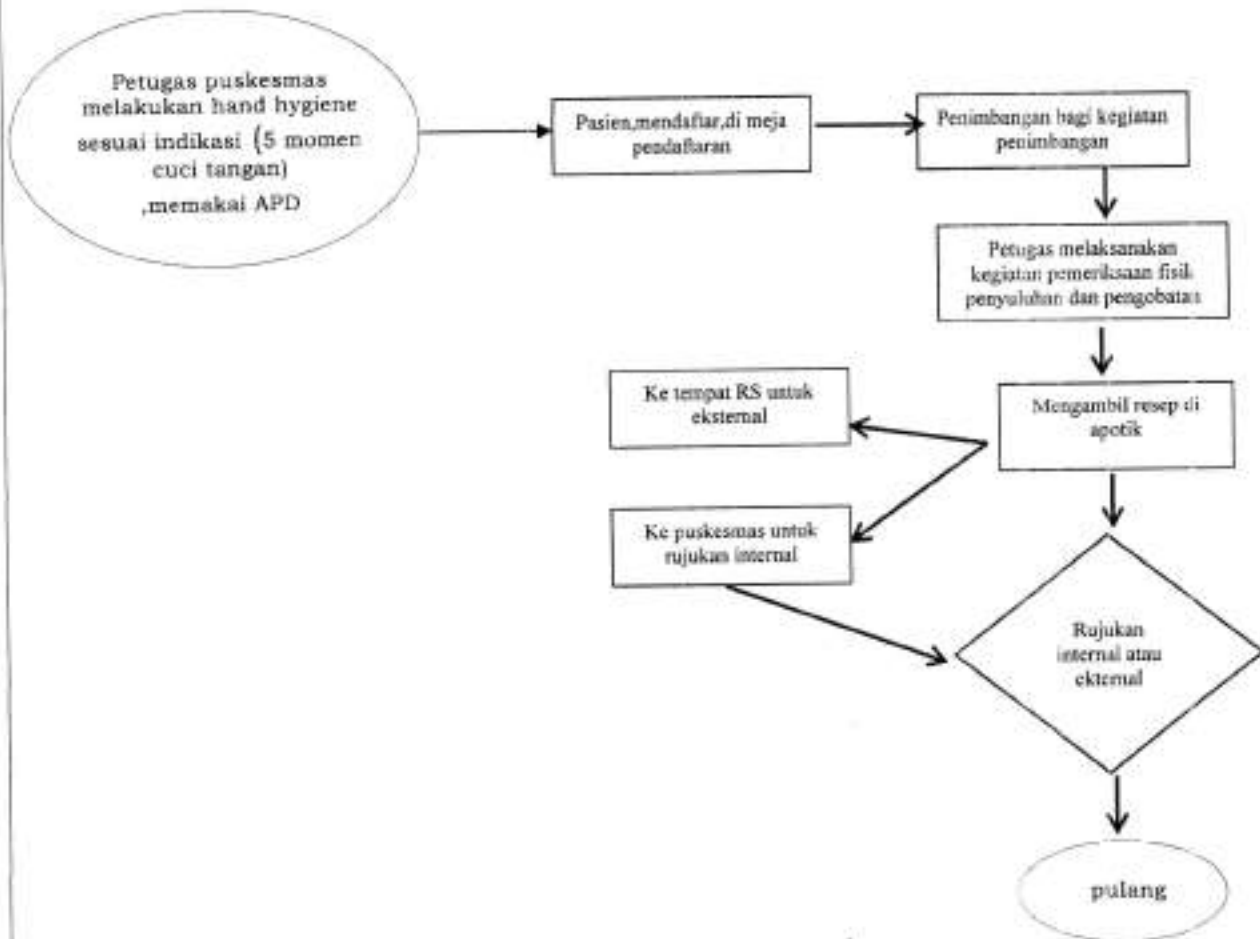 Petugas puskesmas
melakukan hand hygiene
sesuai indikasi (5 momen
cuci tangan)
,memakai APD
Pasien,mendaftar,di meja
pendaftaran
Penimbangan bagi kegiatan
penimbangan
Petugas melaksanakan
kegiatan pemeriksaan fisik
penyuluhan dan pengobatan
Mengambil resep di
apotik
Ke tempat RS untuk
eksternal
Ke puskesmas untuk
rujukan internal
Rujukan
internal atau
ekternal
pulang